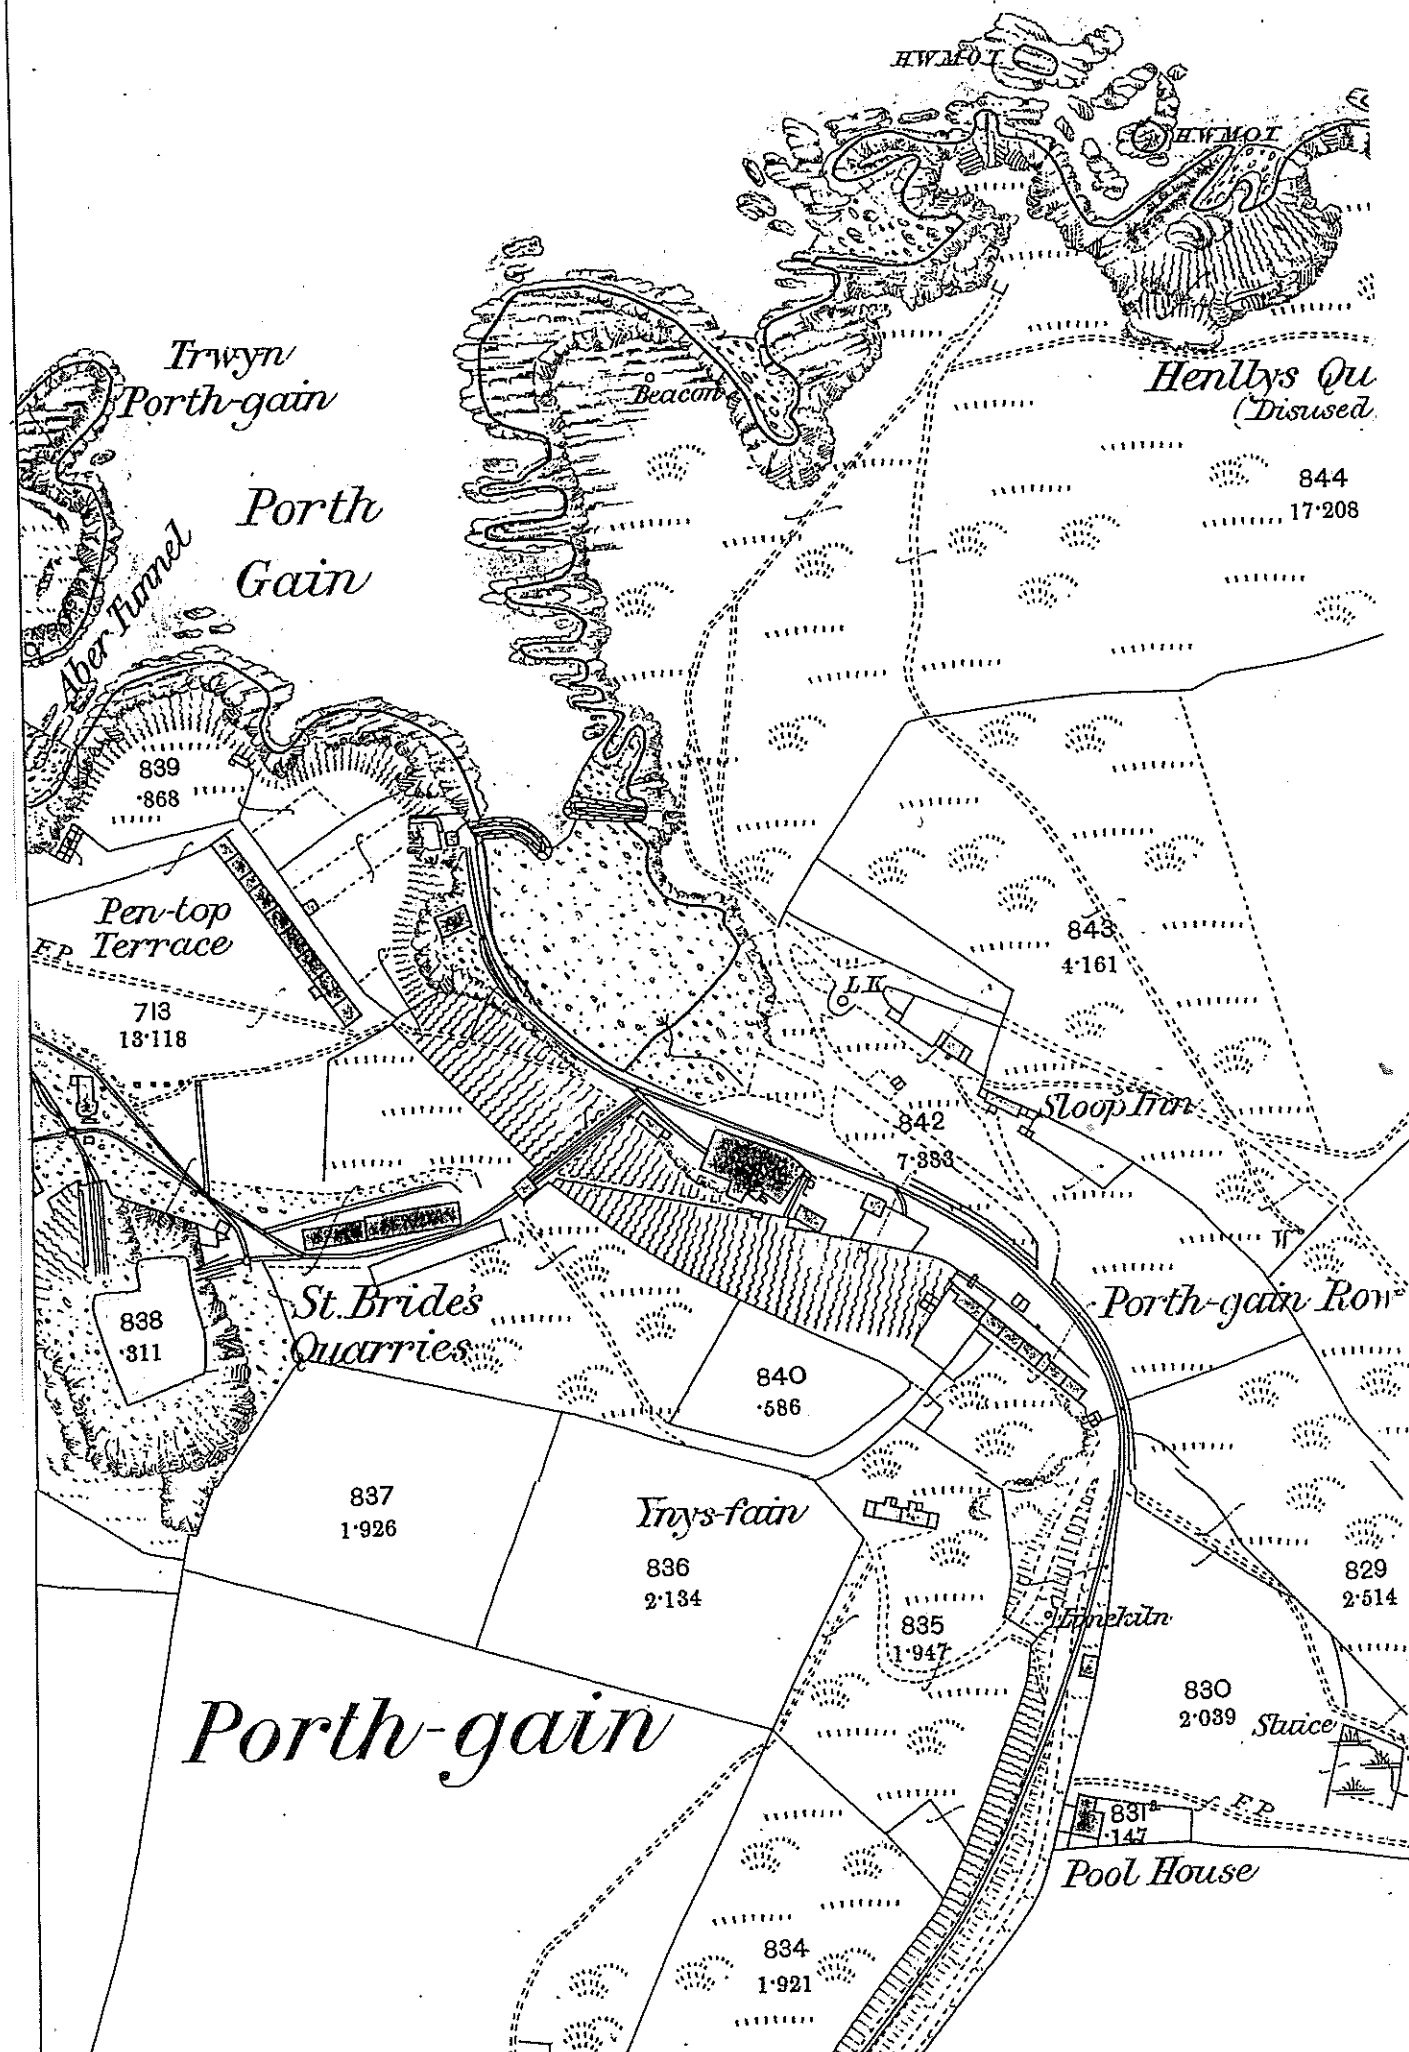 H.W.M.O.T.
H.W.M.O.T.
Trwyn
Porth-gain
Beacon
Henllys Qu
(Disused
844
17·208
Porth
Gain
Aber Tunnel
839
·868
Pen-top
Terrace
F.P.
843
4·161
L.K.
713
13·118
Sloop Inn
842
7·383
W
St. Bride's
Quarries
Porth-gain Row
838
·311
840
·586
837
1·926
Ynys-fain
836
2·134
829
2·514
835
1·947
Limekiln
830
2·039
Sluice
Porth-gain
F.P.
831a
·147
Pool House
834
1·921